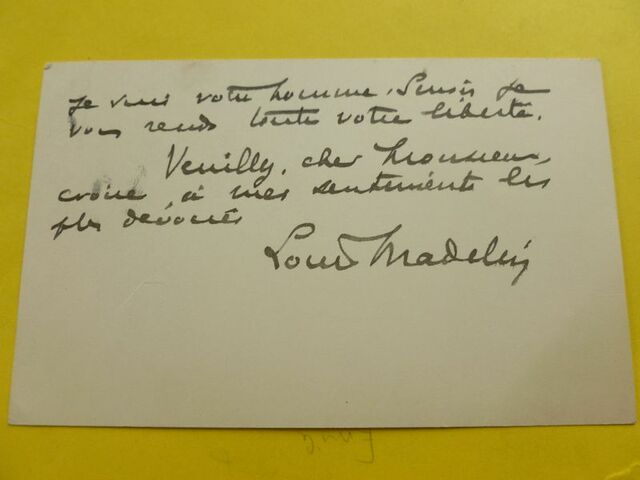 je suis votre homme. Sinon je
vous rends toute votre liberté.
Veuillez, cher Monsieur,
croire à mes sentiments les
plus dévoués
Louis Madelin